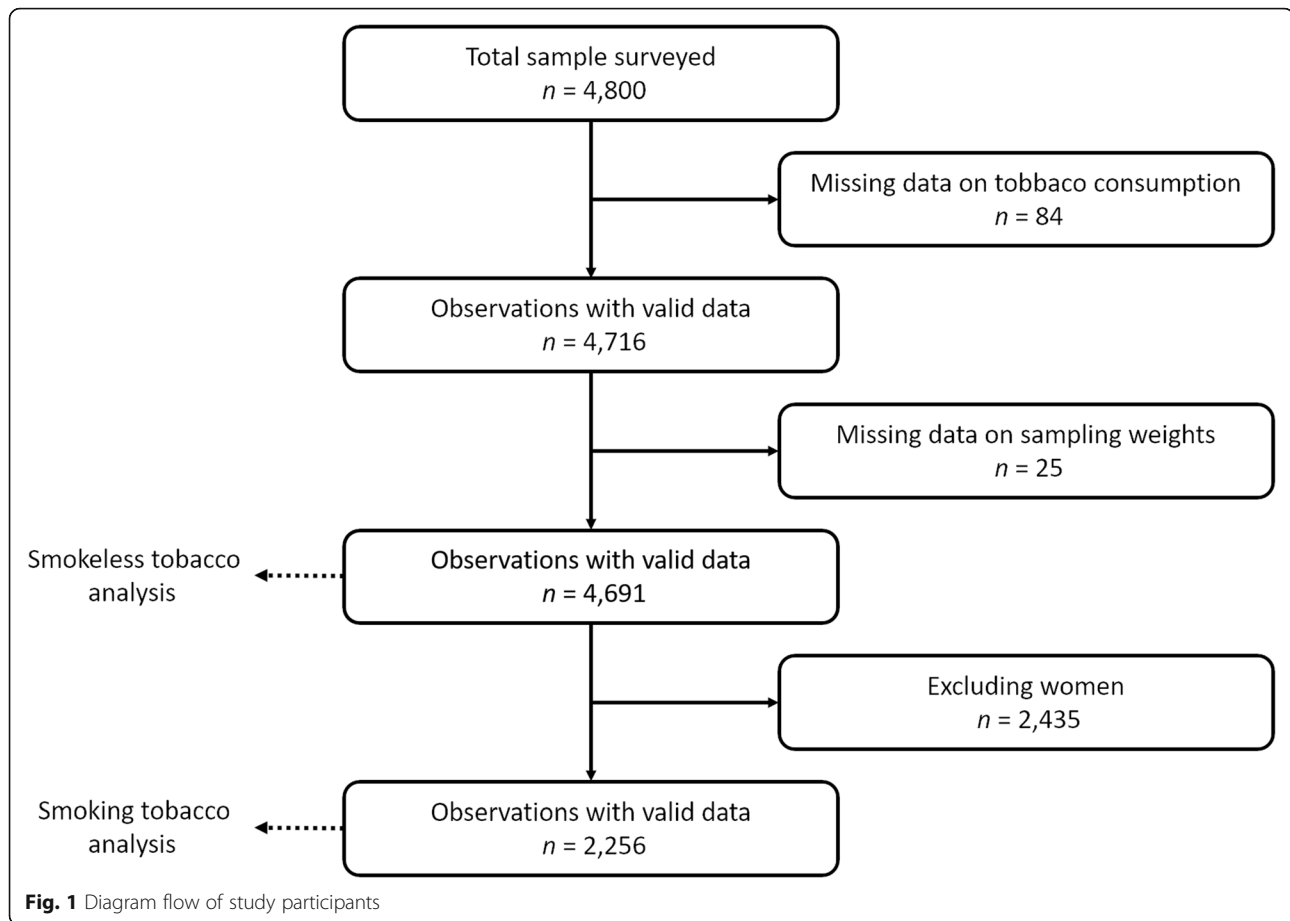 Total sample surveyed
n = 4,800
Missing data on tobbaco consumption
n = 84
Observations with valid data
n = 4,716
Missing data on sampling weights
n = 25
Smokeless tobacco
analysis
Observations with valid data
n = 4,691
Excluding women
n = 2,435
Smoking tobacco
analysis
Observations with valid data
n = 2,256
Fig. 1 Diagram flow of study participants